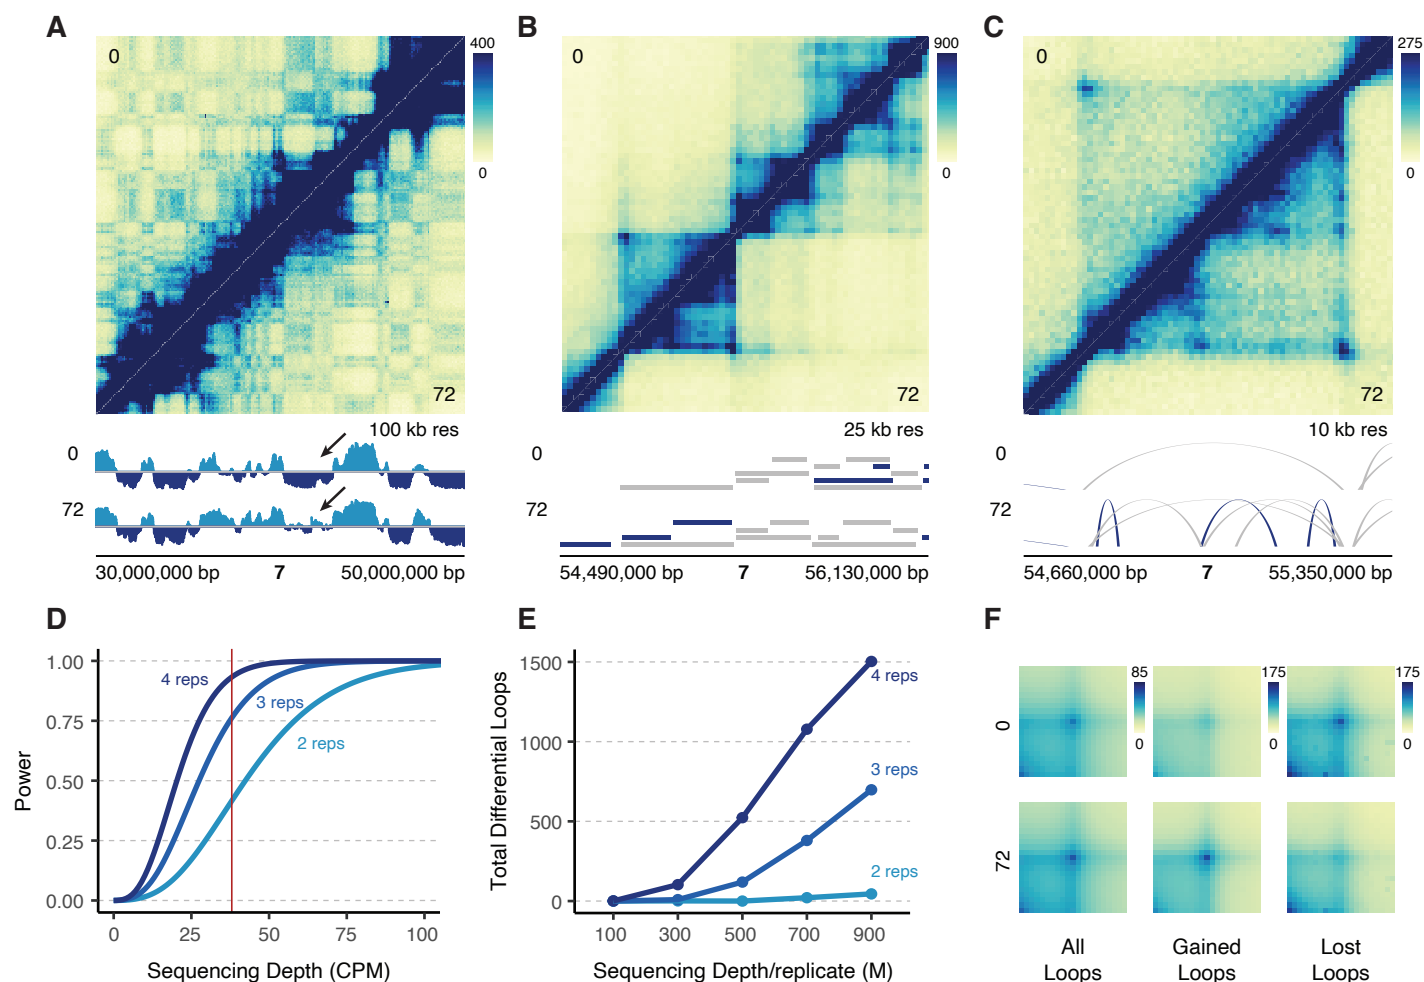 A
B
C
0
400
0
72
0
900
0
72
0
275
0
72
100 kb res
0
72
30,000,000 bp 7 50,000,000 bp
25 kb res
0
72
54,490,000 bp 7 56,130,000 bp
10 kb res
0
72
54,660,000 bp 7 55,350,000 bp
D
1.00
0.75
0.50
0.25
0.00
Power
4 reps
3 reps
2 reps
0 25 50 75 100
Sequencing Depth (CPM)
E
1500
1000
500
0
Total Differential Loops
4 reps
3 reps
2 reps
100 300 500 700 900
Sequencing Depth/replicate (M)
F
85
0
175
0
175
0
0
72
All
Loops
Gained
Loops
Lost
Loops